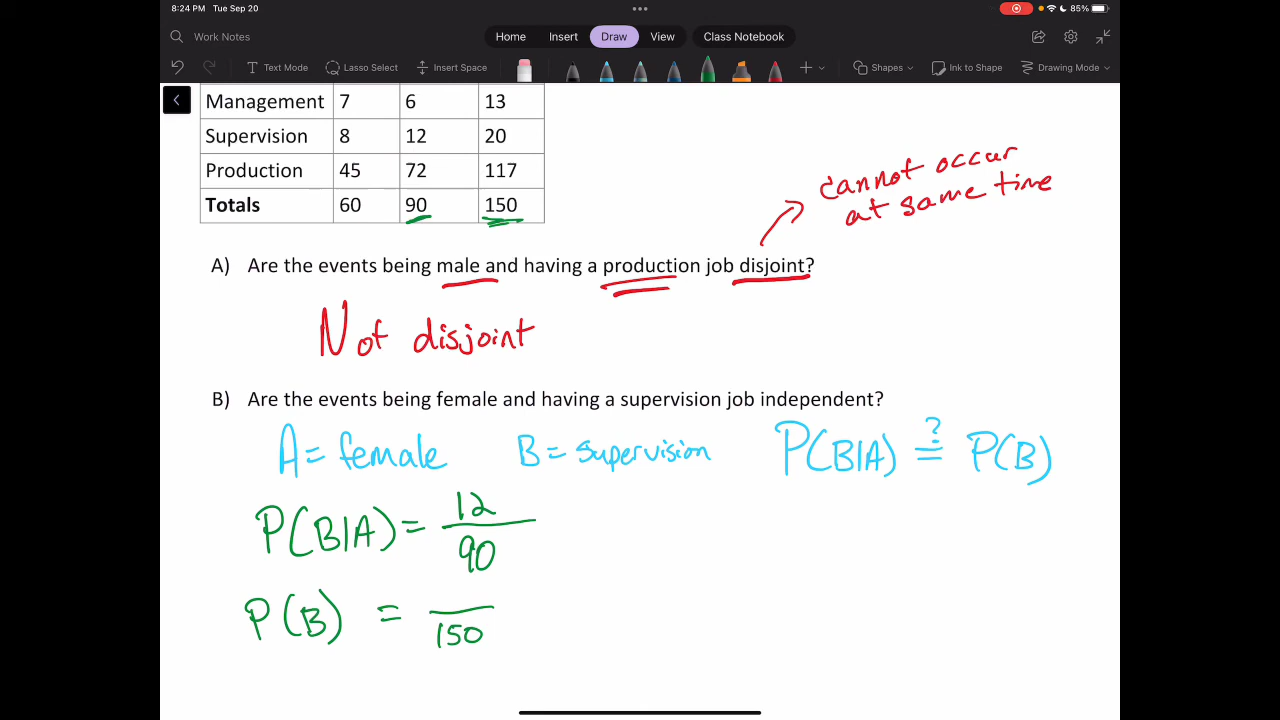 8:24 PM Tue Sep 20
85%
Work Notes
Home Insert Draw View Class Notebook
Text Mode Lasso Select Insert Space Shapes Ink to Shape Drawing Mode
Management 7 6 13
Supervision 8 12 20
Production 45 72 117
Totals 60 90 150
cannot occur
at same time
A) Are the events being male and having a production job disjoint?
Not disjoint
B) Are the events being female and having a supervision job independent?
A = female B = supervision P(B|A) ?= P(B)
P(B|A) = 12/90
P(B) = /150